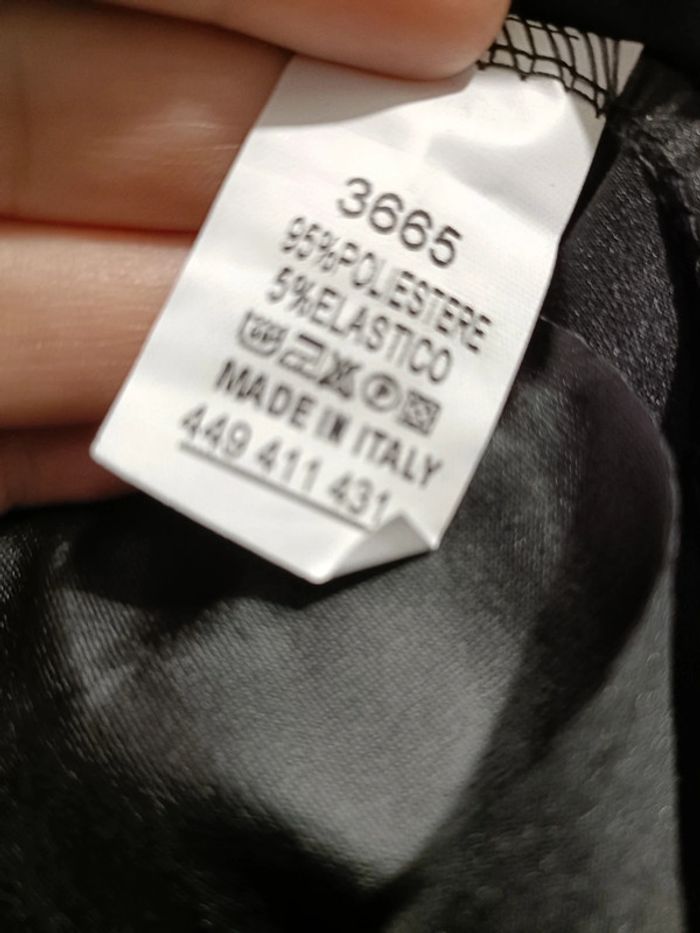 3665
95%POLIESTERE
5%ELASTICO
MADE IN ITALY
449 411 431